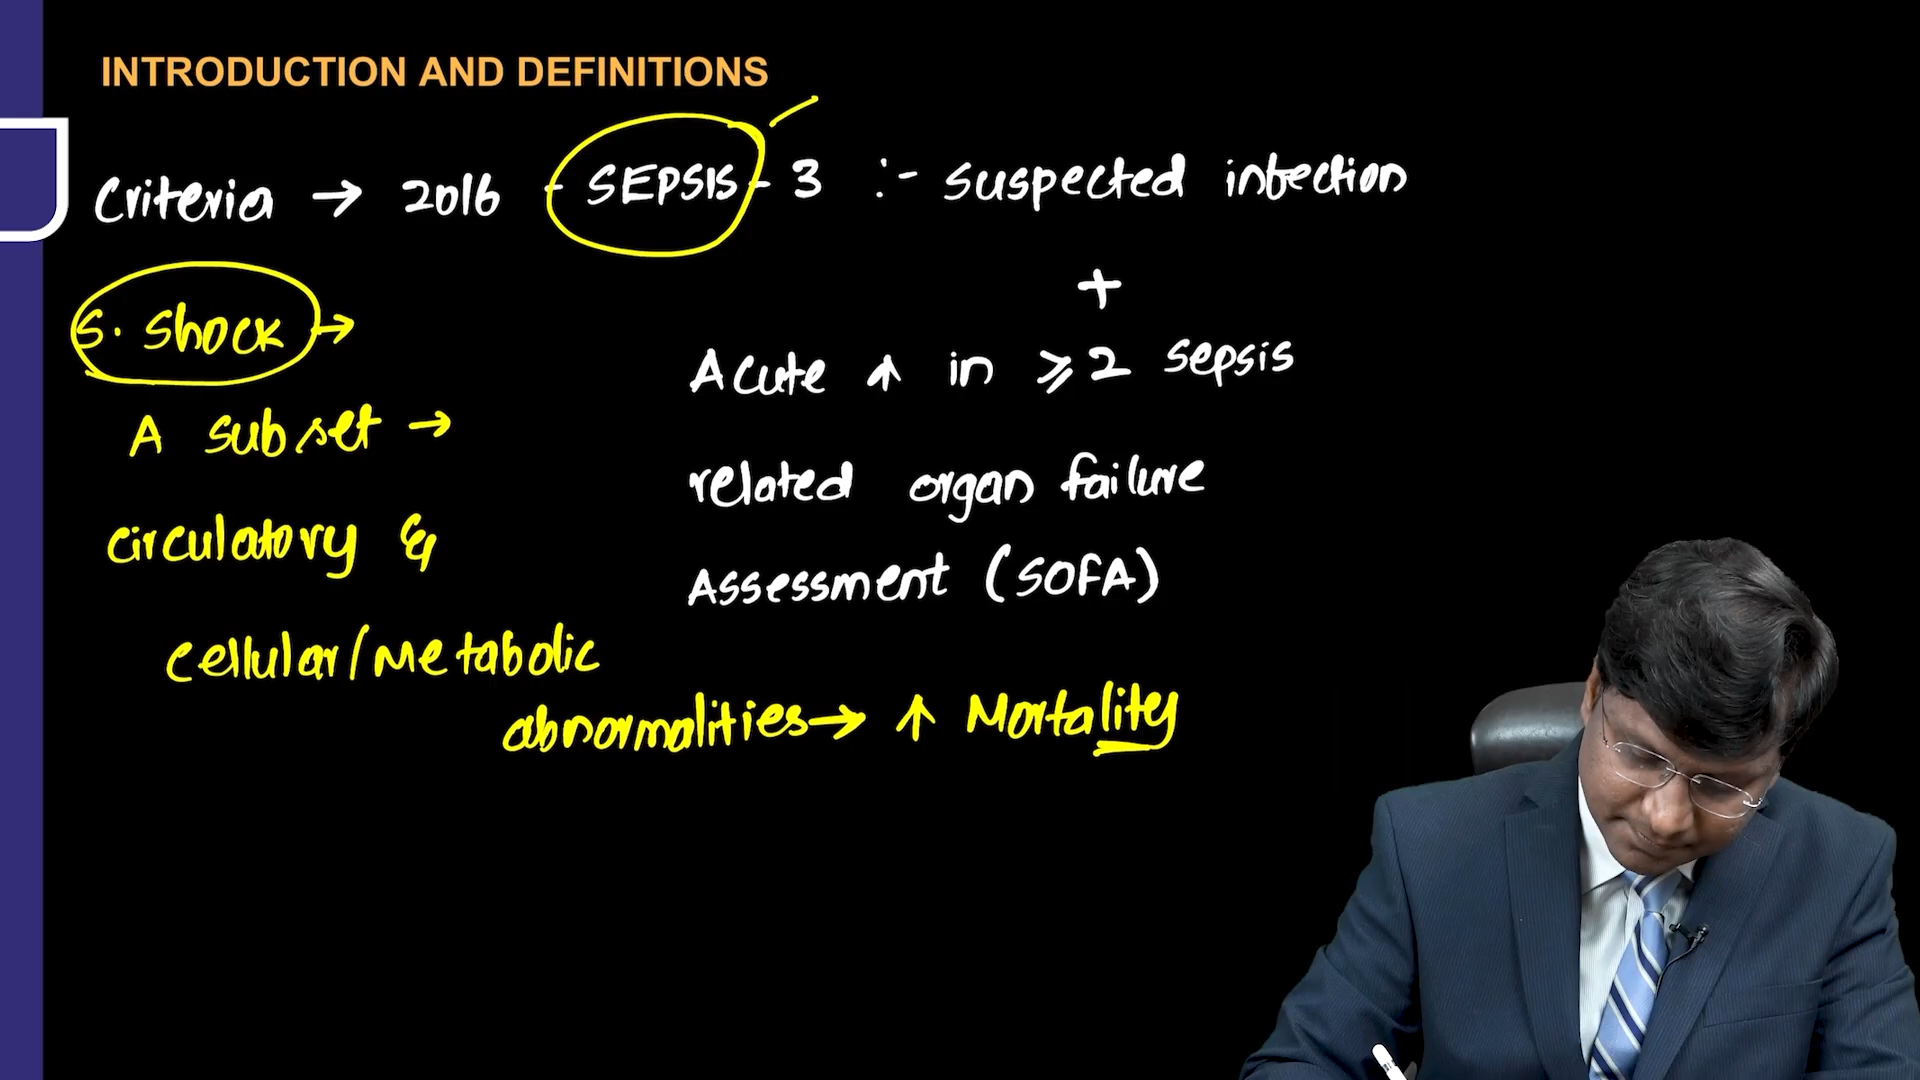 INTRODUCTION AND DEFINITIONS
Criteria → 2016 - SEPSIS - 3 :- suspected infection
+
S. Shock →
Acute ↑ in ⩾2 sepsis
A subset →
related organ failure
circulatory &
Assessment (SOFA)
cellular/Metabolic
abnormalities → ↑ Mortality